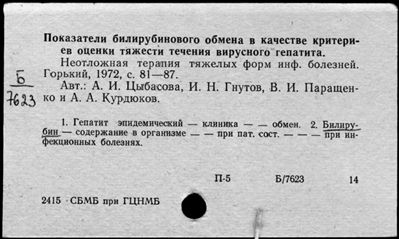 Показатели билирубинового обмена в качестве критери-
ев оценки тяжести течения вирусного гепатита.
Неотложная терапия тяжелых форм инф. болезней.
Горький, 1972, с. 81—87.
Б
7623
Авт.: А. И. Цыбасова, И. Н. Гнутов, В. И. Паращен-
ко и А. А. Курдюков.
1. Гепатит эпидемический — клиника — — обмен. 2. Билиру-
бин — содержание в организме — — при пат. сост. — — — при ин-
фекционных болезнях.
П-5 Б/7623 14
2415 СБМБ при ГЦНМБ